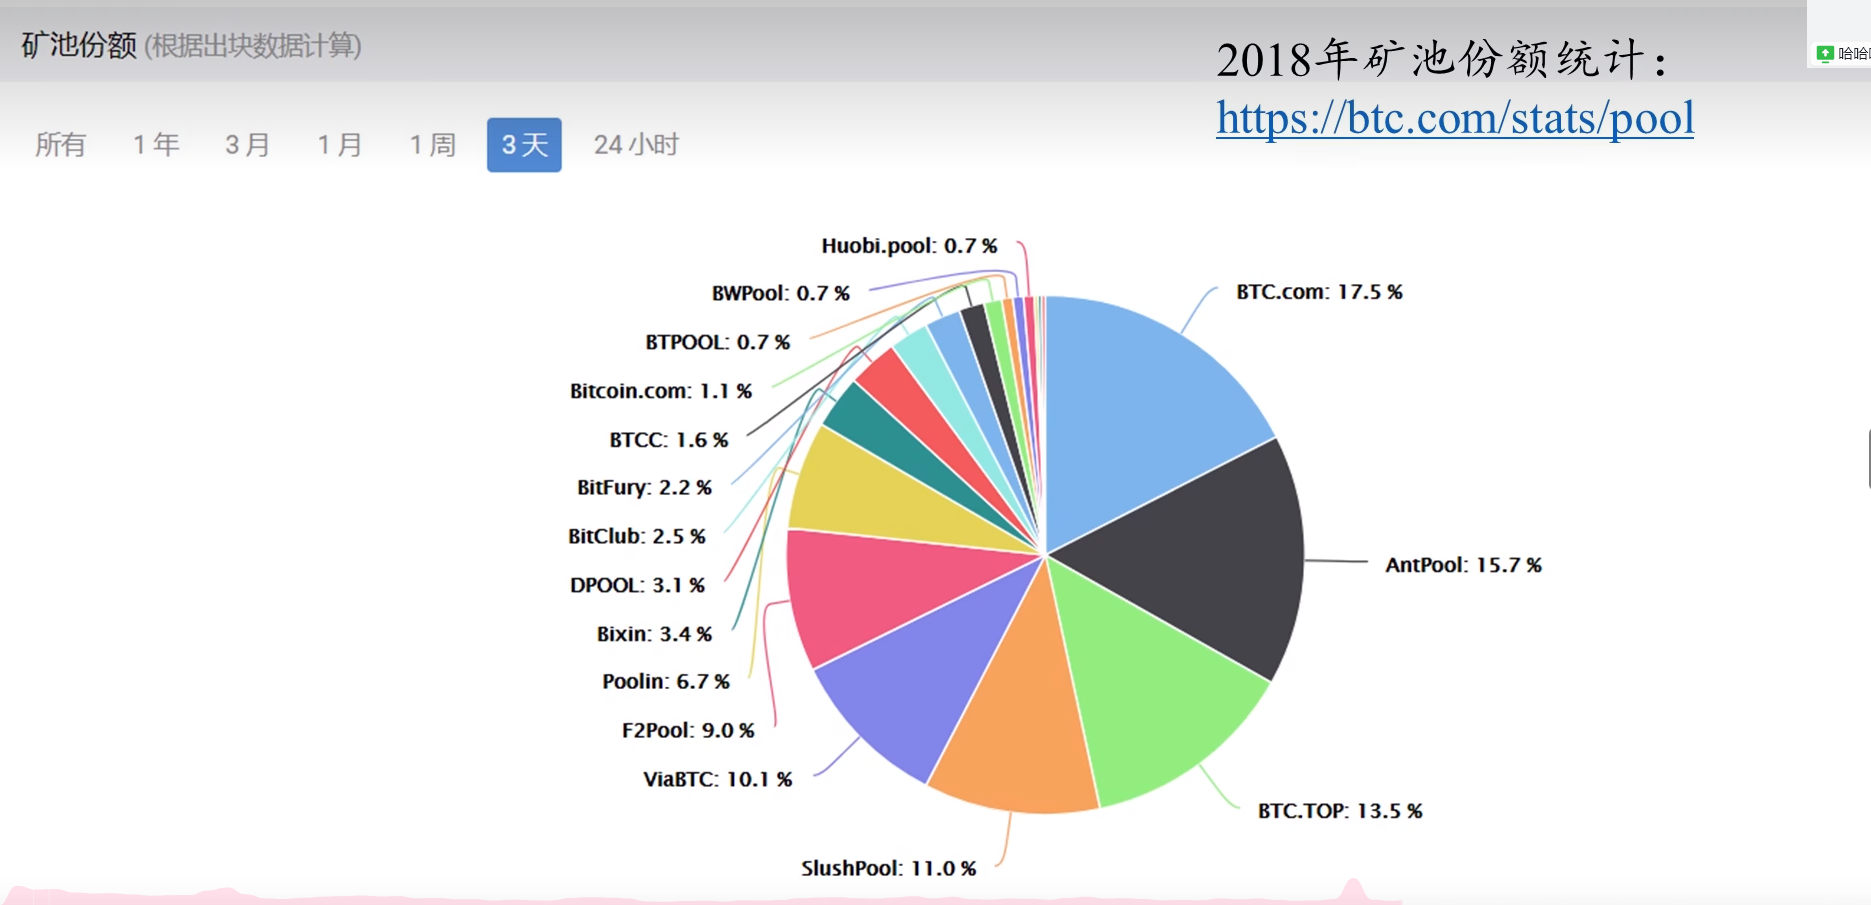 矿池份额 (根据出块数据计算)
2018年矿池份额统计：
https://btc.com/stats/pool
哈哈
所有 1 年 3 月 1 月 1 周 3 天 24 小时
Huobi.pool: 0.7 %
BWPool: 0.7 %
BTC.com: 17.5 %
BTPOOL: 0.7 %
Bitcoin.com: 1.1 %
BTCC: 1.6 %
BitFury: 2.2 %
BitClub: 2.5 %
AntPool: 15.7 %
DPOOL: 3.1 %
Bixin: 3.4 %
Poolin: 6.7 %
F2Pool: 9.0 %
ViaBTC: 10.1 %
BTC.TOP: 13.5 %
SlushPool: 11.0 %